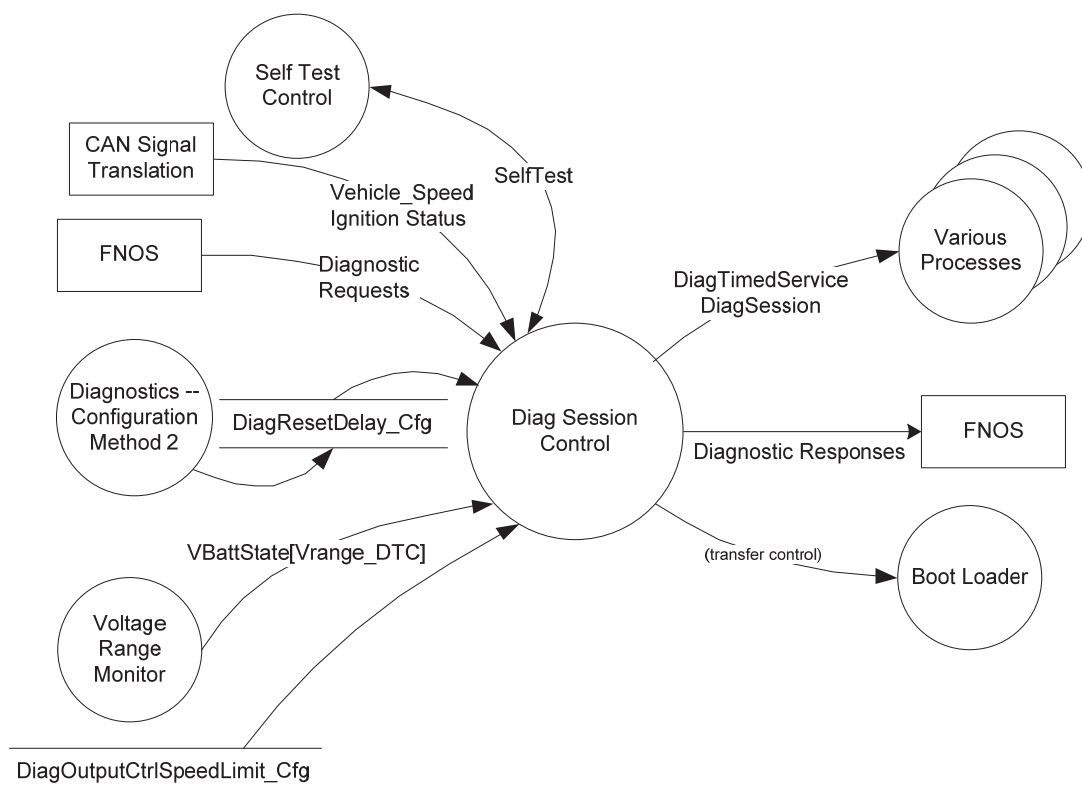 Self Test
Control
CAN Signal
Translation
SelfTest
Vehicle_Speed
Ignition Status
FNOS
Diagnostic
Requests
Various
Processes
DiagTimedService
DiagSession
Diagnostics --
Configuration
Method 2
DiagResetDelay_Cfg
Diag Session
Control
FNOS
Diagnostic Responses
VBattState[Vrange_DTC]
(transfer control)
Boot Loader
Voltage
Range
Monitor
DiagOutputCtrlSpeedLimit_Cfg